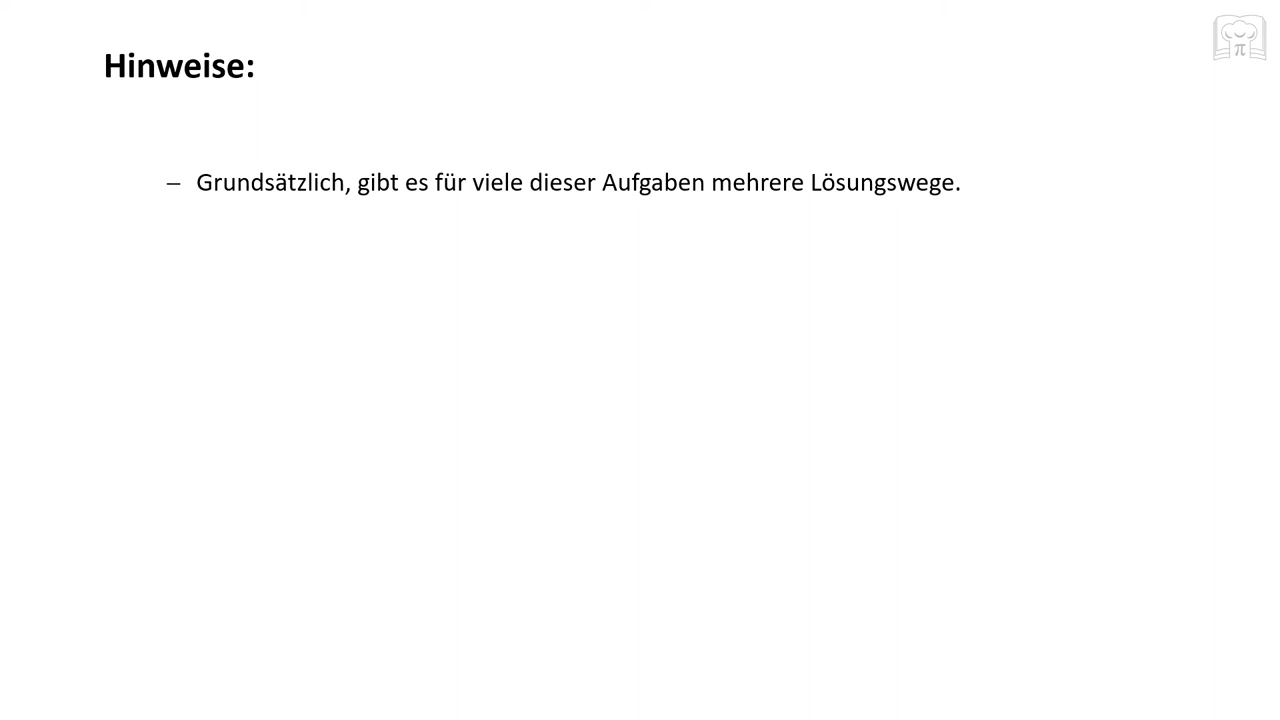 Hinweise:
– Grundsätzlich, gibt es für viele dieser Aufgaben mehrere Lösungswege.
π